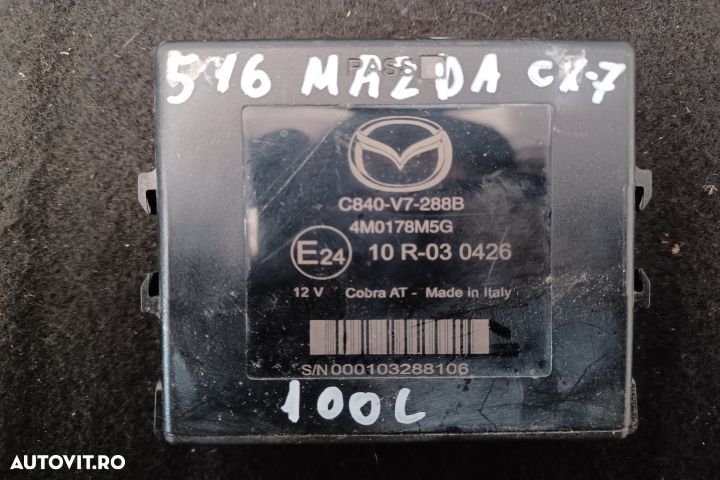 PASS
516 MAZDA CX-7
C840-V7-288B
4M0178M5G
E24 10 R-03 0426
12 V Cobra AT - Made in Italy
S/N 000103288106
100L
AUTOVIT.RO